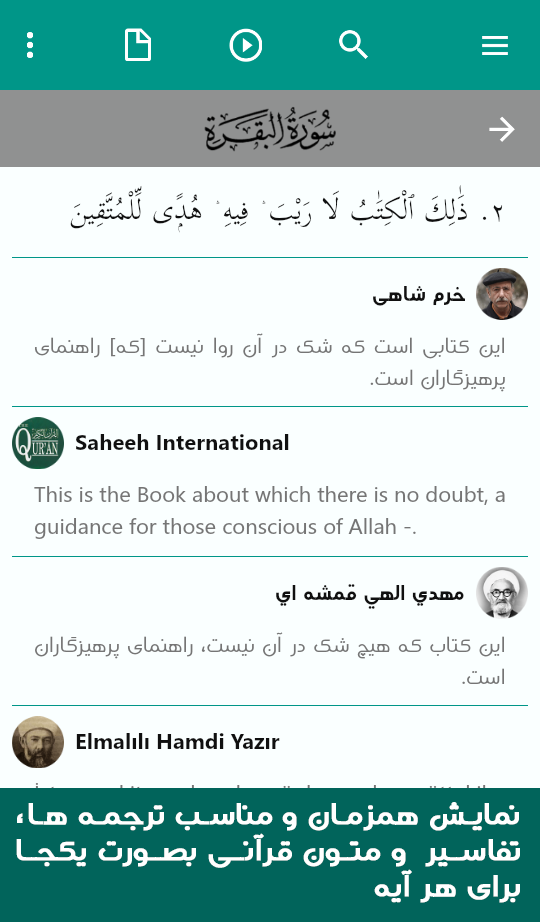 سُورَةُ البَقَرَةِ
٢. ذَٰلِكَ ٱلْكِتَٰبُ لَا رَيْبَ ۛ فِيهِ ۛ هُدًۭى لِّلْمُتَّقِينَ
خرم شاهی
این کتابی است که شک در آن روا نیست [که] راهنمای
پرهیزگاران است.
QUR'AN
Saheeh International
This is the Book about which there is no doubt, a
guidance for those conscious of Allah -.
مهدي الهي قمشه اي
این کتاب که هیچ شک در آن نیست، راهنمای پرهیزگاران
است.
Elmalılı Hamdi Yazır
نمایش همزمان و مناسب ترجمه ها،
تفاسیر و متون قرآنی بصورت یکجا
برای هر آیه